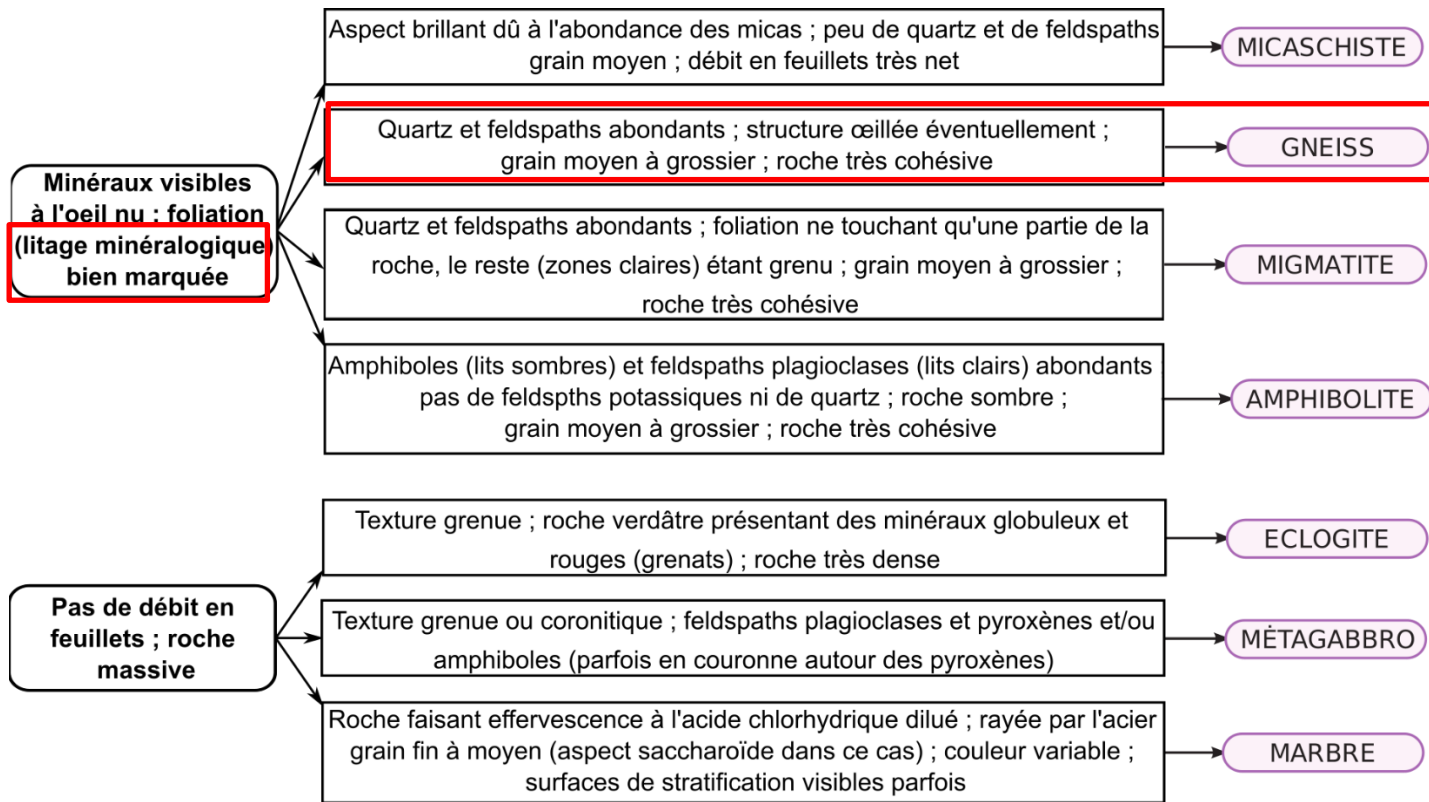 Aspect brillant dû à l'abondance des micas ; peu de quartz et de feldspaths
grain moyen ; débit en feuillets très net
MICASCHISTE
Quartz et feldspaths abondants ; structure œillée éventuellement ;
grain moyen à grossier ; roche très cohésive
GNEISS
Minéraux visibles
à l'oeil nu ; foliation
(litage minéralogique)
bien marquée
Quartz et feldspaths abondants ; foliation ne touchant qu'une partie de la
roche, le reste (zones claires) étant grenu ; grain moyen à grossier ;
roche très cohésive
MIGMATITE
Amphiboles (lits sombres) et feldspaths plagioclases (lits clairs) abondants
pas de feldspths potassiques ni de quartz ; roche sombre ;
grain moyen à grossier ; roche très cohésive
AMPHIBOLITE
Texture grenue ; roche verdâtre présentant des minéraux globuleux et
rouges (grenats) ; roche très dense
ECLOGITE
Pas de débit en
feuillets ; roche
massive
Texture grenue ou coronitique ; feldspaths plagioclases et pyroxènes et/ou
amphiboles (parfois en couronne autour des pyroxènes)
MÉTAGABBRO
Roche faisant effervescence à l'acide chlorhydrique dilué ; rayée par l'acier
grain fin à moyen (aspect saccharoïde dans ce cas) ; couleur variable ;
surfaces de stratification visibles parfois
MARBRE